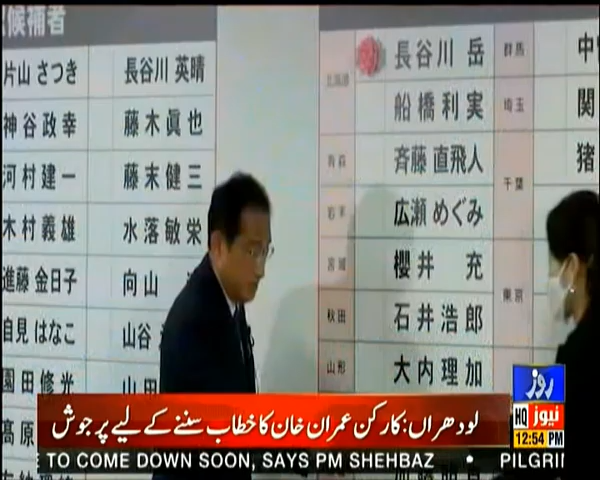 候補者
片山 さつき 長谷川 英晴
神谷 政幸 藤木 眞也
河村 建一 藤末 健三
木村 義雄 水落 敏栄
進藤 金日子 向山
自見 はなこ 山谷
園田 修光 山田
髙原
北海道 長谷川 岳 群馬 中
船橋 利実 埼玉 関
青森 斉藤 直飛人 千葉 猪
岩手 広瀬 めぐみ
宮城 櫻井 充 東京
秋田 石井 浩郎
山形 大内 理加
لودھراں: کارکن عمران خان کا خطاب سننے کے لیے پرجوش
روز
HQ نیوز
12:54 PM
TO COME DOWN SOON, SAYS PM SHEHBAZ • PILGRI